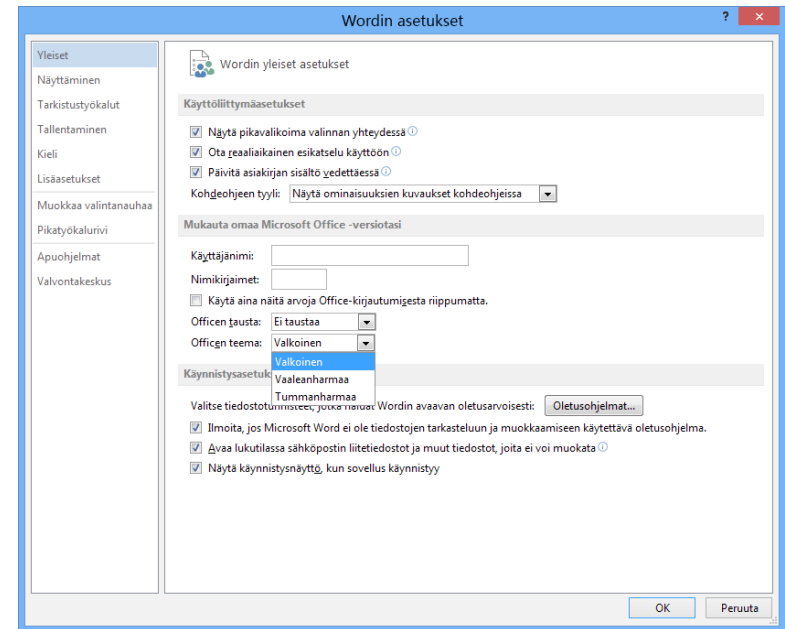 Wordin asetukset
?
Yleiset
Näyttäminen
Tarkistustyökalut
Tallentaminen
Kieli
Lisäasetukset
Muokkaa valintanauhaa
Pikatyökalurivi
Apuohjelmat
Valvontakeskus
Wordin yleiset asetukset
Käyttöliittymäasetukset
Näytä pikavalikoima valinnan yhteydessä
Ota reaaliaikainen esikatselu käyttöön
Päivitä asiakirjan sisältö vedettäessä
Kohdeohjeen tyyli: Näytä ominaisuuksien kuvaukset kohdeohjeissa
Mukauta omaa Microsoft Office -versiotasi
Käyttäjänimi:
Nimikirjaimet:
Käytä aina näitä arvoja Office-kirjautumisesta riippumatta.
Officen tausta: Ei taustaa
Officen teema: Valkoinen
Valkoinen
Vaaleanharmaa
Tummanharmaa
Valitse jotka haluat Wordin avaavan oletusarvoisesti: Oletusohjelmat...
Ilmoita, jos Microsoft Word ei ole tiedostojen tarkasteluun ja muokkaamiseen käytettävä oletusohjelma.
Avaa lukutilassa sähköpostin liitetiedostot ja muut tiedostot, joita ei voi muokata
Näytä käynnistysnäyttö, kun sovellus käynnistyy
OK Peruuta